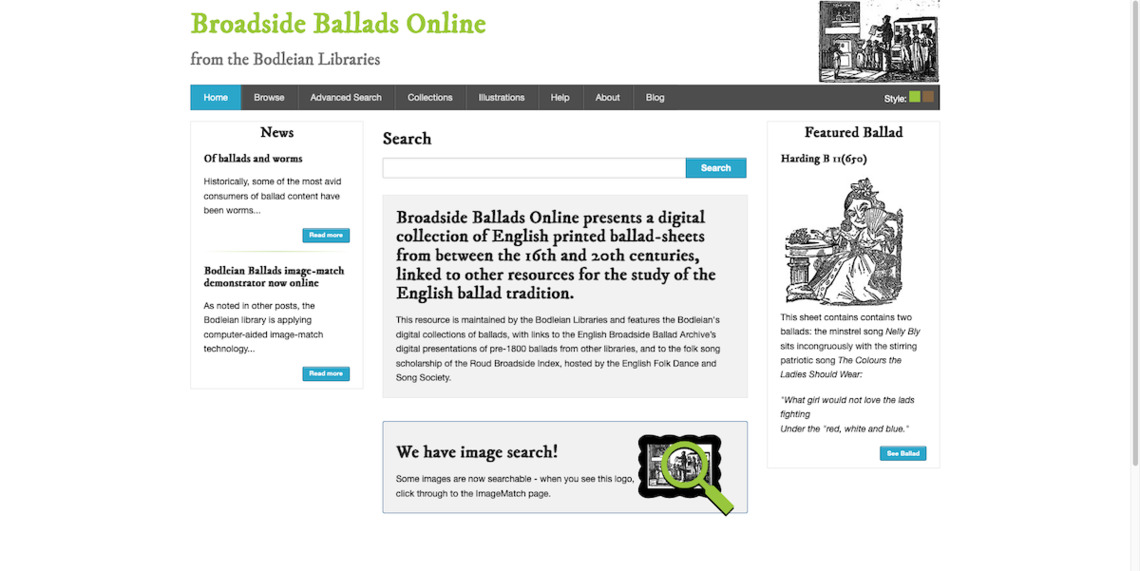 Broadside Ballads Online
from the Bodleian Libraries
Home Browse Advanced Search Collections Illustrations Help About Blog Style:
News
Of ballads and worms
Historically, some of the most avid
consumers of ballad content have
been worms...
Read more
Bodleian Ballads image-match
demonstrator now online
As noted in other posts, the
Bodleian library is applying
computer-aided image-match
technology...
Read more
Search
Search
Broadside Ballads Online presents a digital
collection of English printed ballad-sheets
from between the 16th and 20th centuries,
linked to other resources for the study of the
English ballad tradition.
This resource is maintained by the Bodleian Libraries and features the Bodleian's
digital collections of ballads, with links to the English Broadside Ballad Archive's
digital presentations of pre-1800 ballads from other libraries, and to the folk song
scholarship of the Roud Broadside Index, hosted by the English Folk Dance and
Song Society.
We have image search!
Some images are now searchable - when you see this logo,
click through to the ImageMatch page.
Featured Ballad
Harding B 11(650)
This sheet contains contains two
ballads: the minstrel song Nelly Bly
sits incongruously with the stirring
patriotic song The Colours the
Ladies Should Wear:
"What girl would not love the lads
fighting
Under the "red, white and blue."
See Ballad